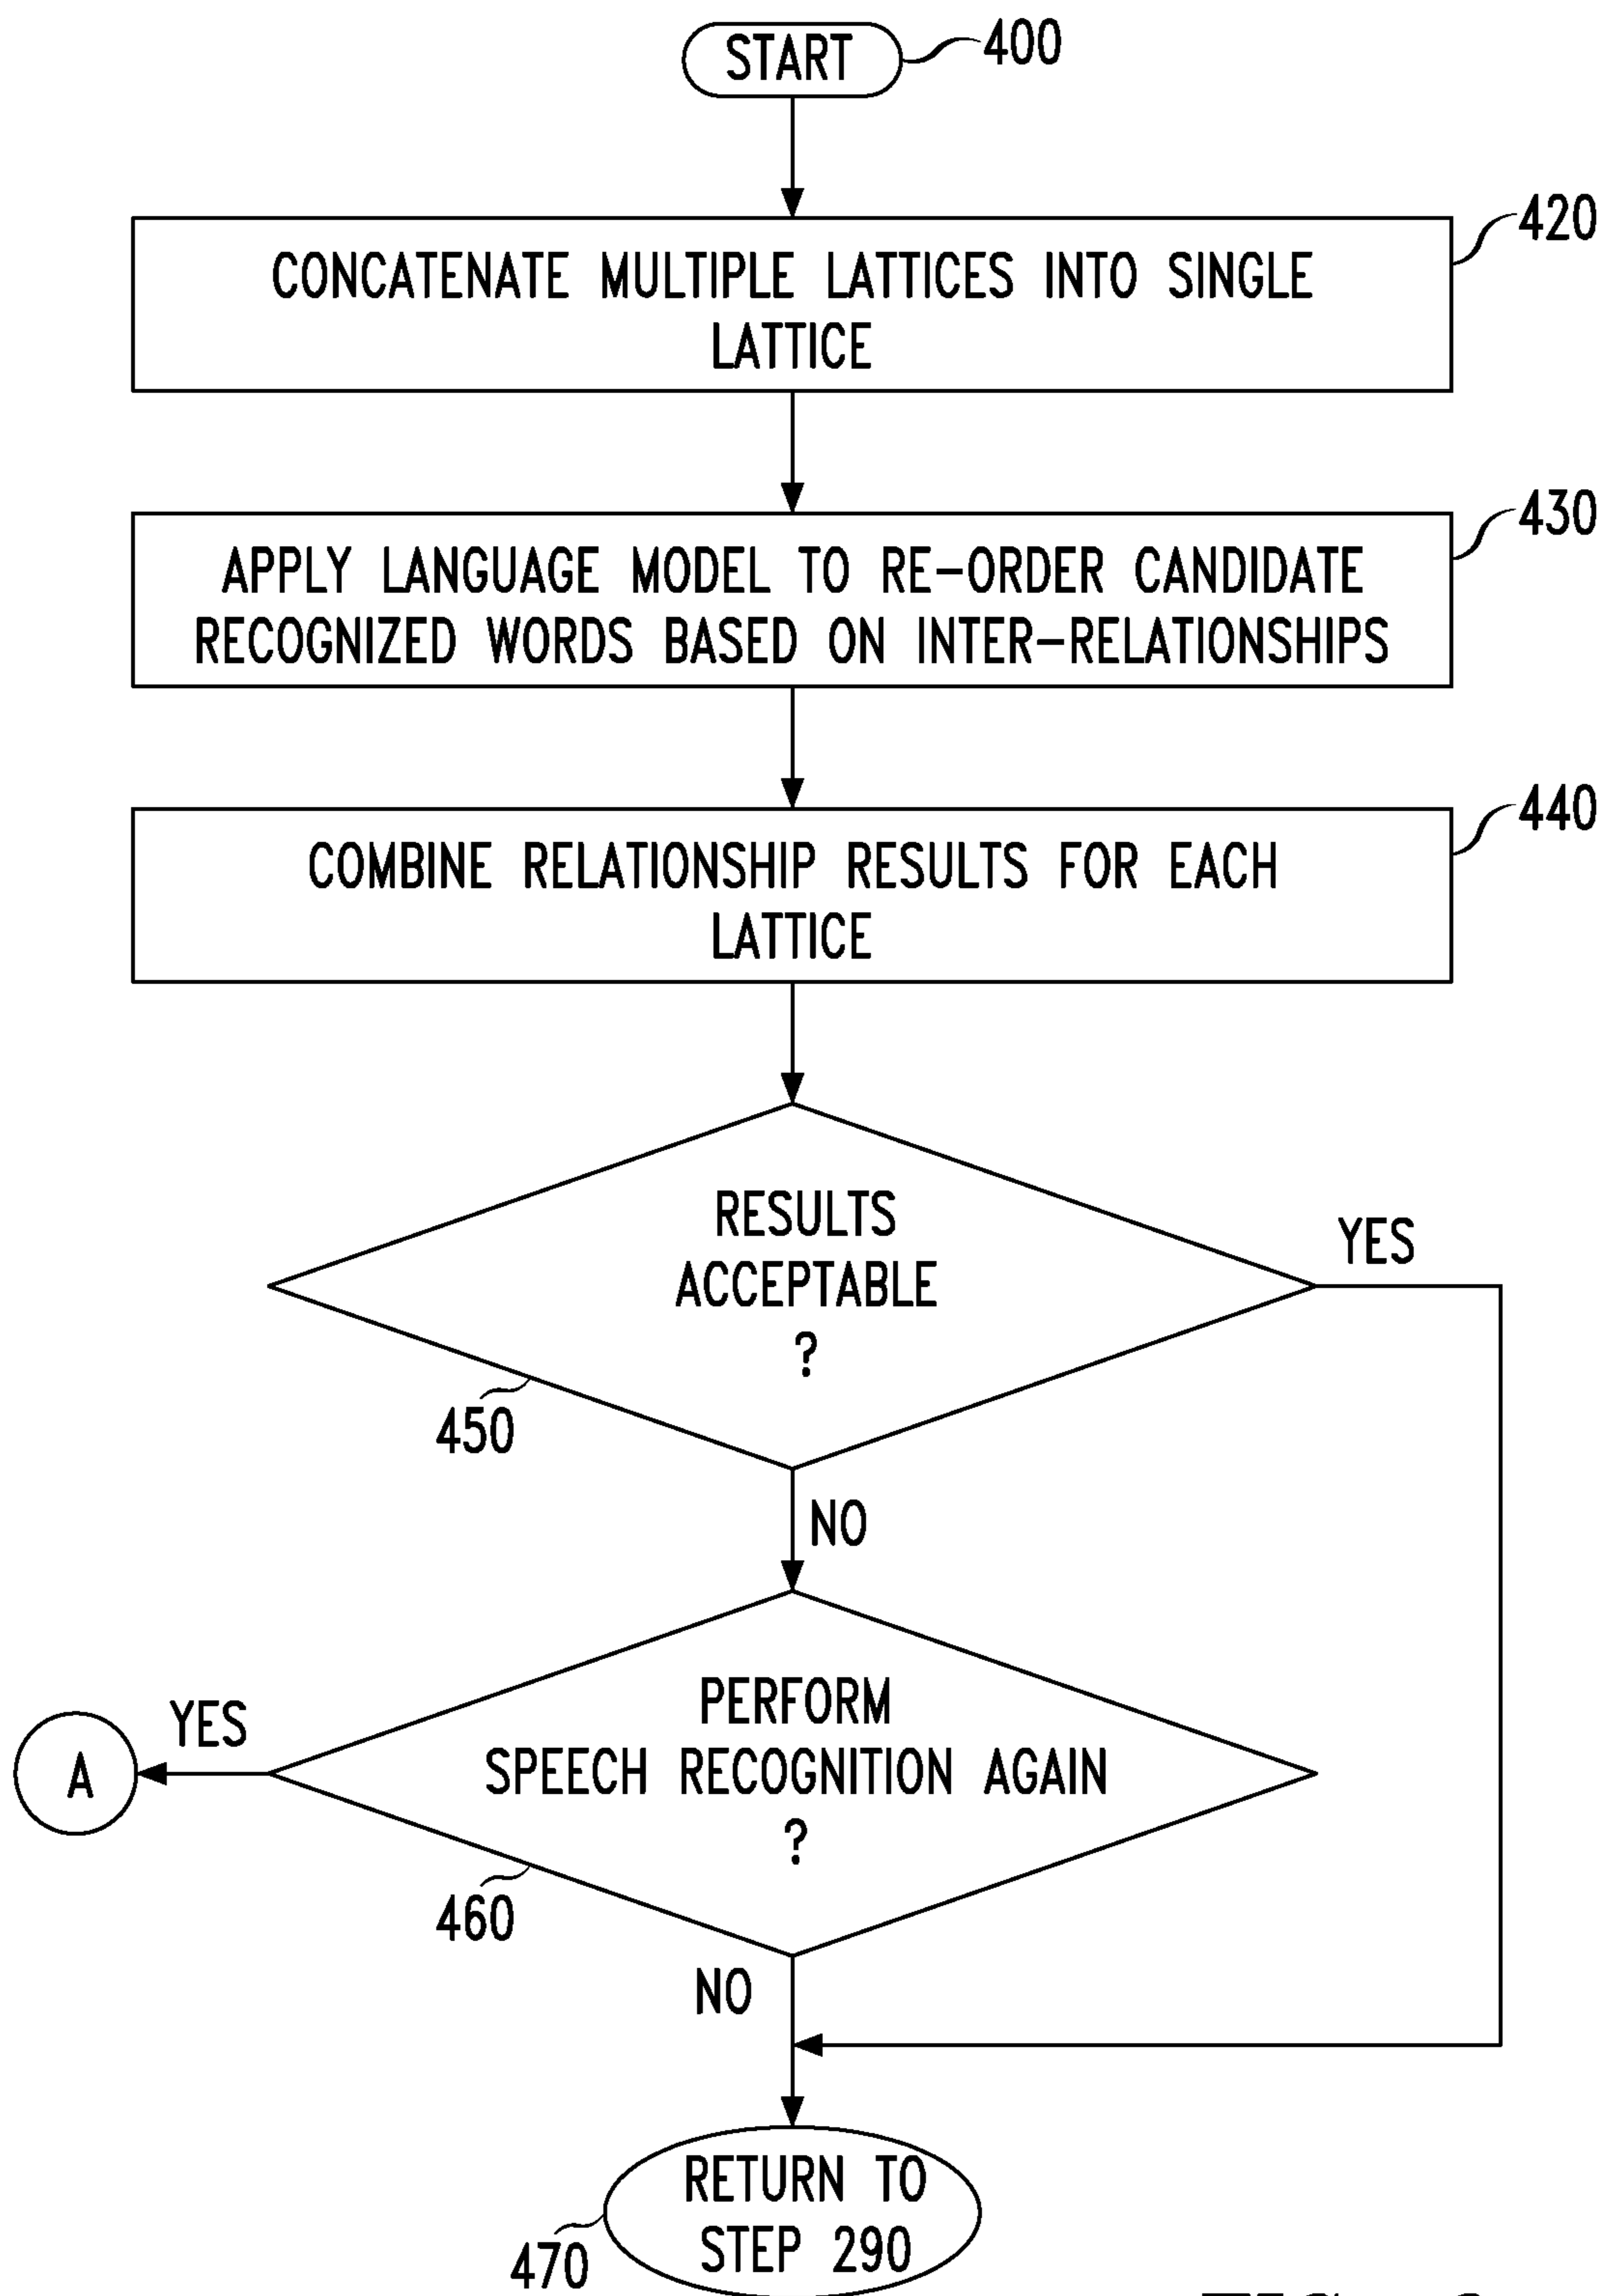 START
400
420
CONCATENATE MULTIPLE LATTICES INTO SINGLE
LATTICE
430
APPLY LANGUAGE MODEL TO RE-ORDER CANDIDATE
RECOGNIZED WORDS BASED ON INTER-RELATIONSHIPS
440
COMBINE RELATIONSHIP RESULTS FOR EACH
LATTICE
RESULTS
ACCEPTABLE
?
YES
450
NO
PERFORM
SPEECH RECOGNITION AGAIN
?
YES
A
460
NO
RETURN TO
STEP 290
470